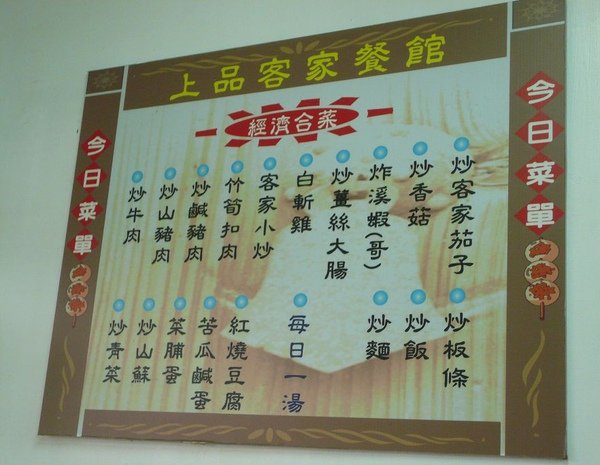 上品客家餐館
經濟合菜
今日菜單
炒客家茄子
炒香菇
炸溪蝦(哥)
炒薑絲大腸
白斬雞
客家小炒
竹筍扣肉
炒鹹豬肉
炒山豬肉
炒牛肉
炒板條
炒飯
炒麵
每日一湯
紅燒豆腐
苦瓜鹹蛋
菜脯蛋
炒山蘇
炒青菜
今日菜單